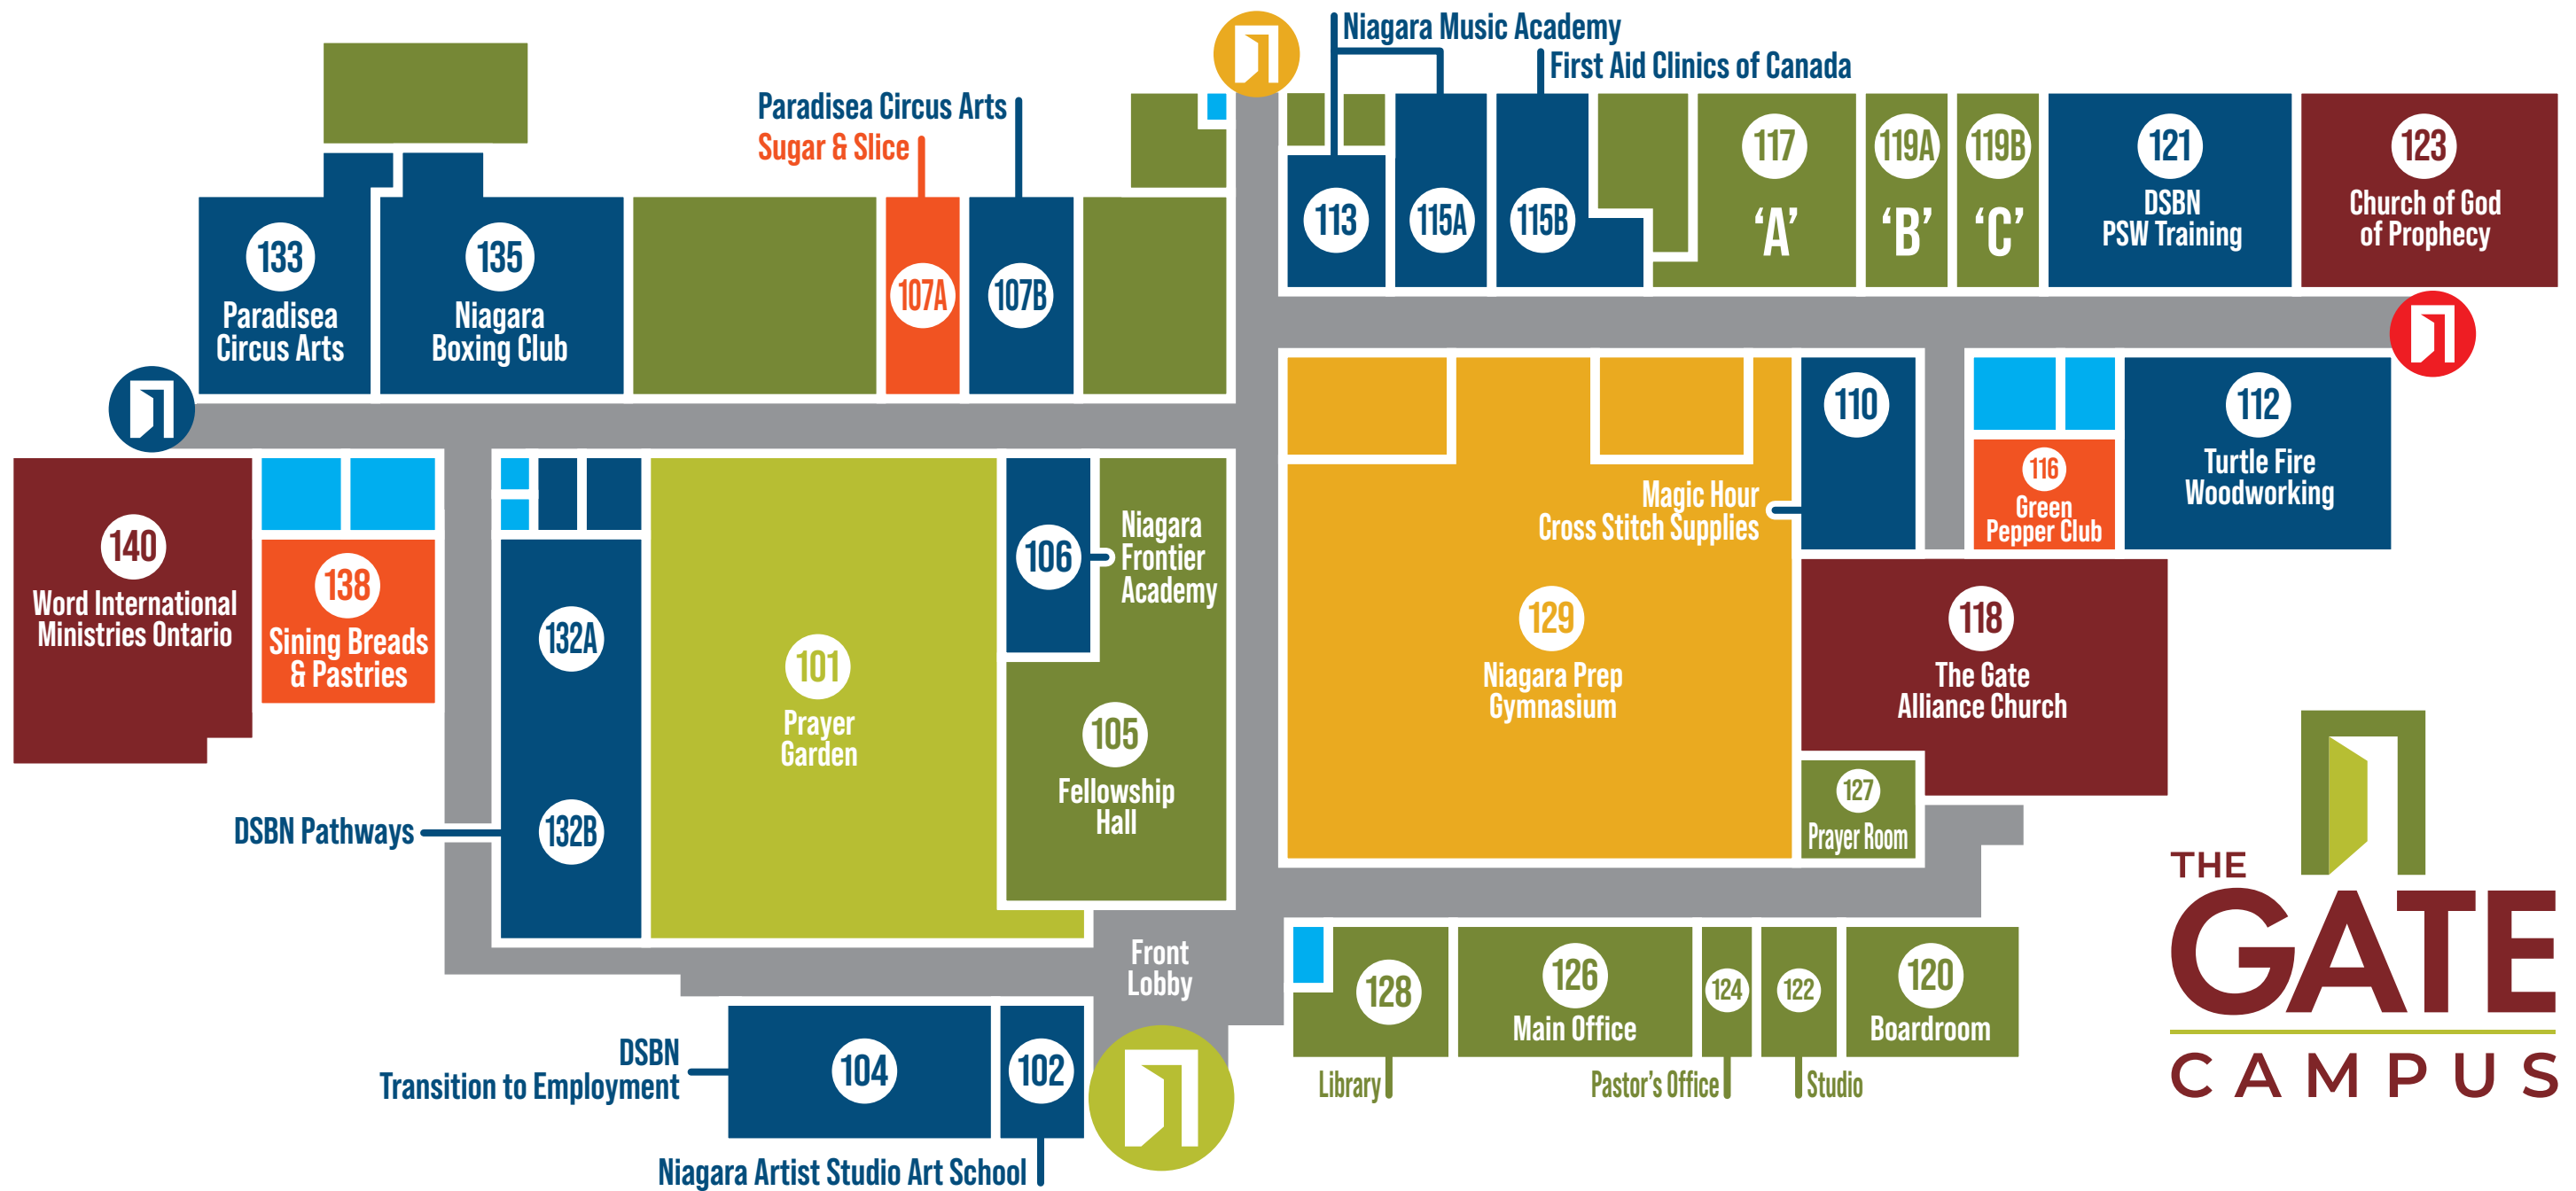 Niagara Music Academy
First Aid Clinics of Canada
Paradisea Circus Arts
Sugar & Slice
117
119A
119B
121
123
DSBN
PSW Training
Church of God
of Prophecy
113
115A
115B
‘A’
‘B’
‘C’
133
135
107A
107B
Paradisea
Circus Arts
Niagara
Boxing Club
110
112
116
Green
Pepper Club
Turtle Fire
Woodworking
Magic Hour
Cross Stitch Supplies
140
Word International
Ministries Ontario
138
Sining Breads
& Pastries
132A
132B
DSBN Pathways
101
Prayer
Garden
106
Niagara
Frontier
Academy
105
Fellowship
Hall
129
Niagara Prep
Gymnasium
118
The Gate
Alliance Church
127
Prayer Room
Front
Lobby
128
126
Main Office
124
122
120
Boardroom
Library
Pastor’s Office
Studio
DSBN
Transition to Employment
104
102
Niagara Artist Studio Art School
THE
GATE
CAMPUS